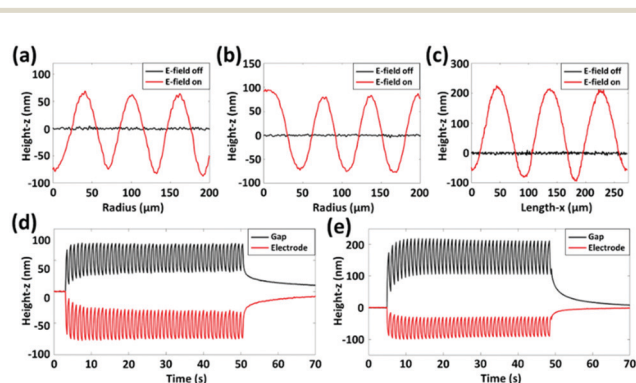 (a)
E-field off
E-field on
Height-z (nm)
100
50
0
-50
-100
0
50
100
150
200
Radius (μm)
(b)
E-field off
E-field on
Height-z (nm)
150
100
50
0
-50
-100
0
50
100
150
200
Radius (μm)
(c)
E-field off
E-field on
Height-z (nm)
300
200
100
0
-100
0
50
100
150
200
250
Length-x (μm)
(d)
Gap
Electrode
Height-z (nm)
100
50
0
-50
-100
0
10
20
30
40
50
60
70
Time (s)
(e)
Gap
Electrode
Height-z (nm)
200
100
0
-100
0
10
20
30
40
50
60
70
Time (s)